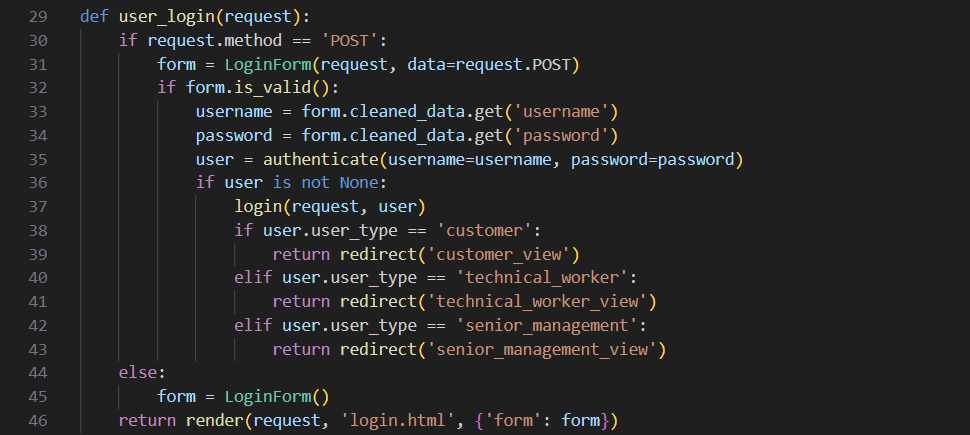 29 def user_login(request):
30     if request.method == 'POST':
31         form = LoginForm(request, data=request.POST)
32         if form.is_valid():
33             username = form.cleaned_data.get('username')
34             password = form.cleaned_data.get('password')
35             user = authenticate(username=username, password=password)
36             if user is not None:
37                 login(request, user)
38                 if user.user_type == 'customer':
39                     return redirect('customer_view')
40                 elif user.user_type == 'technical_worker':
41                     return redirect('technical_worker_view')
42                 elif user.user_type == 'senior_management':
43                     return redirect('senior_management_view')
44     else:
45         form = LoginForm()
46     return render(request, 'login.html', {'form': form})